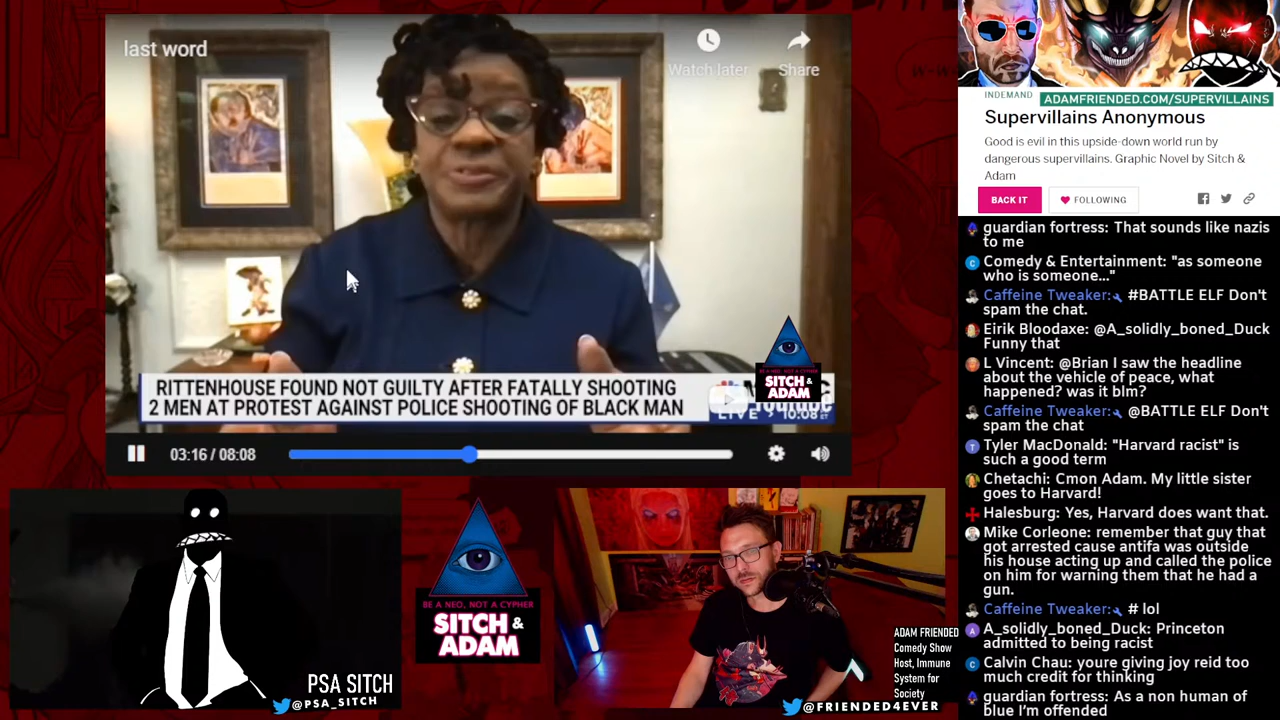 last word
Watch later
Share
BE A NEO, NOT A CYPHER
SITCH &
ADAM
RITTENHOUSE FOUND NOT GUILTY AFTER FATALLY SHOOTING
2 MEN AT PROTEST AGAINST POLICE SHOOTING OF BLACK MAN
LIVE 10:08 ET
03:16 / 08:08
INDEMAND
ADAMFRIENDED.COM/SUPERVILLAINS
Supervillains Anonymous
Good is evil in this upside-down world run by
dangerous supervillains. Graphic Novel by Sitch &
Adam
BACK IT
FOLLOWING
guardian fortress: That sounds like nazis
to me
Comedy & Entertainment: "as someone
who is someone..."
Caffeine Tweaker: #BATTLE ELF Don't
spam the chat.
Eirik Bloodaxe: @A_solidly_boned_Duck
Funny that
L Vincent: @Brian I saw the headline
about the vehicle of peace, what
happened? was it blm?
Caffeine Tweaker: @BATTLE ELF Don't
spam the chat
Tyler MacDonald: "Harvard racist" is
such a good term
Chetachi: Cmon Adam. My little sister
goes to Harvard!
Halesburg: Yes, Harvard does want that.
Mike Corleone: remember that guy that
got arrested cause antifa was outside
his house acting up and called the police
on him for warning them that he had a
gun.
Caffeine Tweaker: # lol
A_solidly_boned_Duck: Princeton
admitted to being racist
Calvin Chau: youre giving joy reid too
much credit for thinking
guardian fortress: As a non human of
blue I'm offended
PSA SITCH
@PSA_SITCH
BE A NEO, NOT A CYPHER
SITCH &
ADAM
ADAM FRIENDED
Comedy Show
Host, Immune
System for
Society
@FRIENDED4EVER